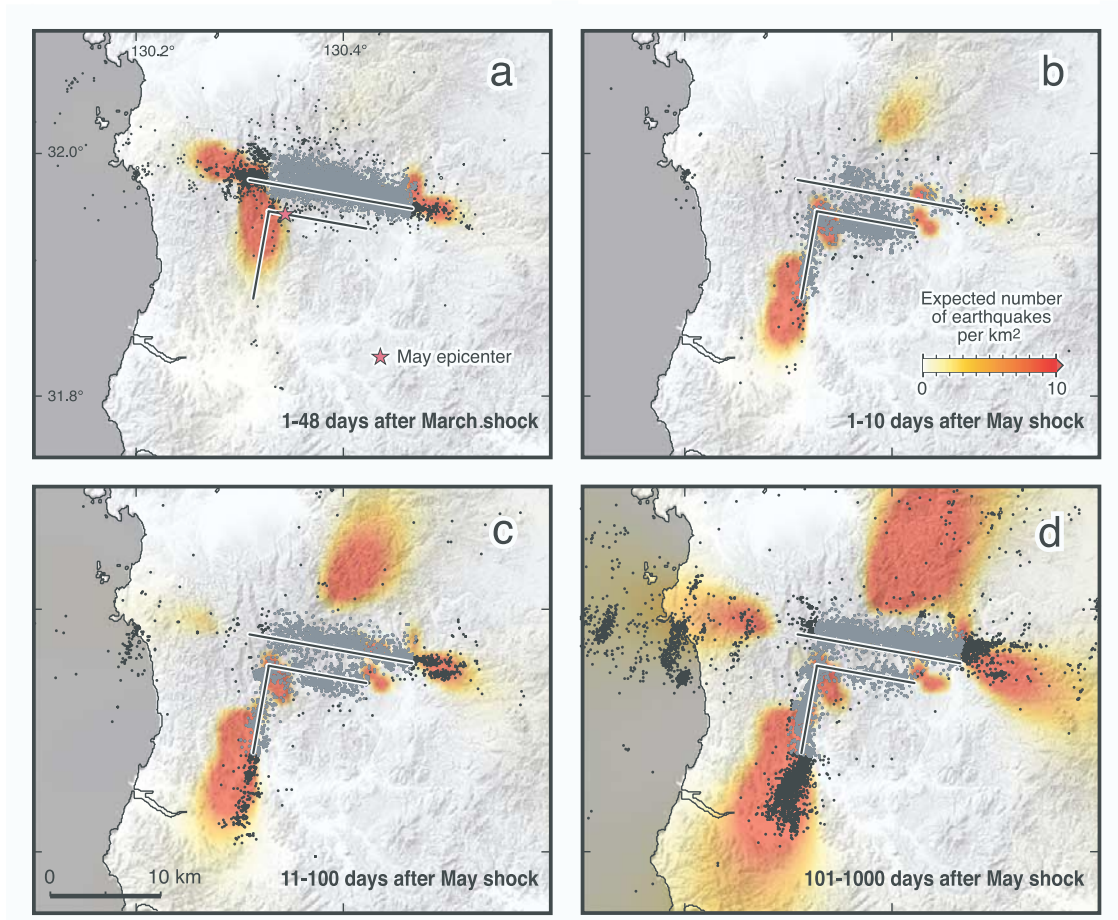 130.2°
130.4°
a
32.0°
May epicenter
31.8°
1-48 days after March shock
b
Expected number
of earthquakes
per km2
0
10
1-10 days after May shock
c
0
10 km
11-100 days after May shock
d
101-1000 days after May shock